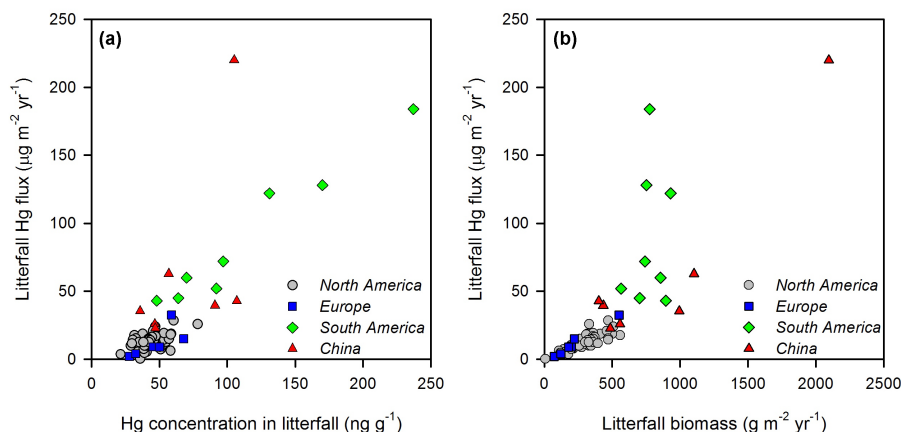 (a)
250
200
150
100
50
0
Litterfall Hg flux (µg m⁻² yr⁻¹)
North America
Europe
South America
China
0 50 100 150 200 250
Hg concentration in litterfall (ng g⁻¹)
(b)
250
200
150
100
50
0
Litterfall Hg flux (µg m⁻² yr⁻¹)
North America
Europe
South America
China
0 500 1000 1500 2000 2500
Litterfall biomass (g m⁻² yr⁻¹)